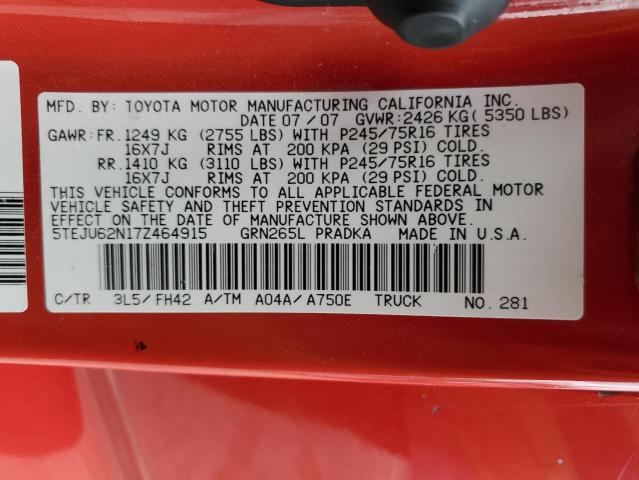 MFD. BY: TOYOTA MOTOR MANUFACTURING CALIFORNIA INC.
DATE 07/07 GVWR:2426 KG( 5350 LBS)
GAWR: FR. 1249 KG (2755 LBS) WITH P245/75R16 TIRES
16X7J RIMS AT 200 KPA (29 PSI) COLD.
RR. 1410 KG (3110 LBS) WITH P245/75R16 TIRES
16X7J RIMS AT 200 KPA (29 PSI) COLD.
THIS VEHICLE CONFORMS TO ALL APPLICABLE FEDERAL MOTOR
VEHICLE SAFETY AND THEFT PREVENTION STANDARDS IN
EFFECT ON THE DATE OF MANUFACTURE SHOWN ABOVE.
5TEJU62N17Z464915 GRN265L PRADKA MADE IN U.S.A.
C/TR 3L5/FH42 A/TM A04A/A750E TRUCK NO. 281